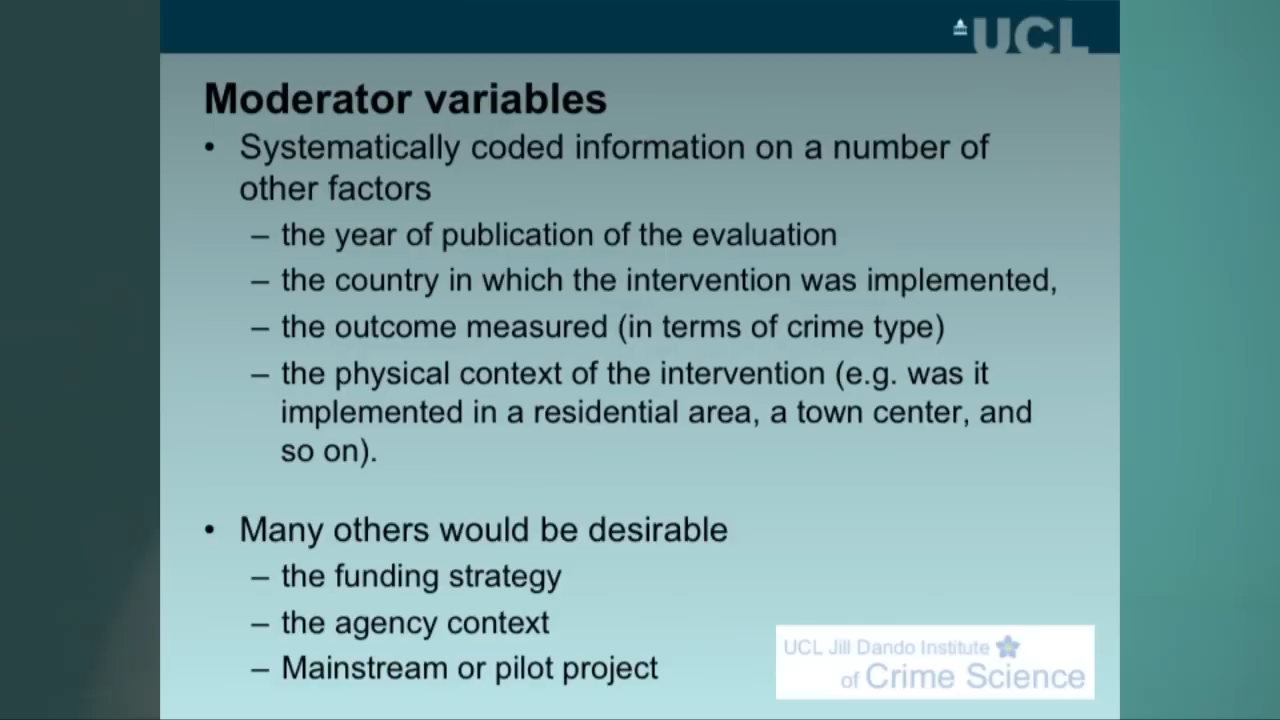 UCL
Moderator variables
• Systematically coded information on a number of
other factors
– the year of publication of the evaluation
– the country in which the intervention was implemented,
– the outcome measured (in terms of crime type)
– the physical context of the intervention (e.g. was it
implemented in a residential area, a town center, and
so on).
• Many others would be desirable
– the funding strategy
– the agency context
– Mainstream or pilot project
UCL Jill Dando Institute
of Crime Science